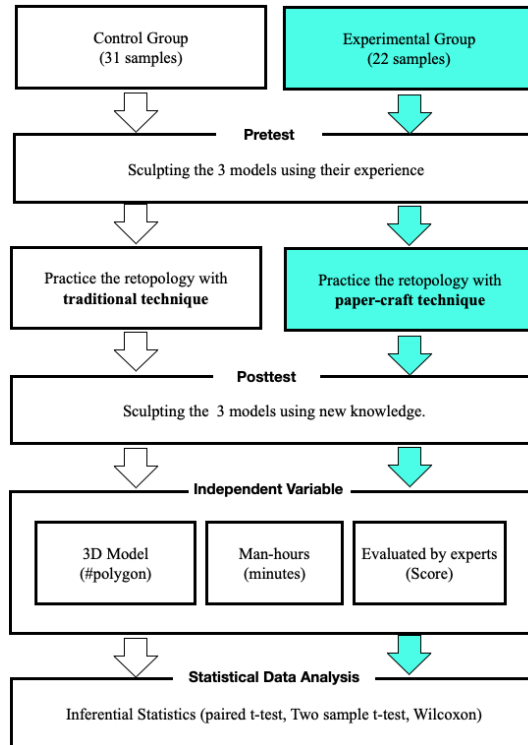 Control Group
(31 samples)
Experimental Group
(22 samples)
Pretest
Sculpting the 3 models using their experience
Practice the retopology with
traditional technique
Practice the retopology with
paper-craft technique
Posttest
Sculpting the 3 models using new knowledge.
Independent Variable
3D Model
(#polygon)
Man-hours
(minutes)
Evaluated by experts
(Score)
Statistical Data Analysis
Inferential Statistics (paired t-test, Two sample t-test, Wilcoxon)